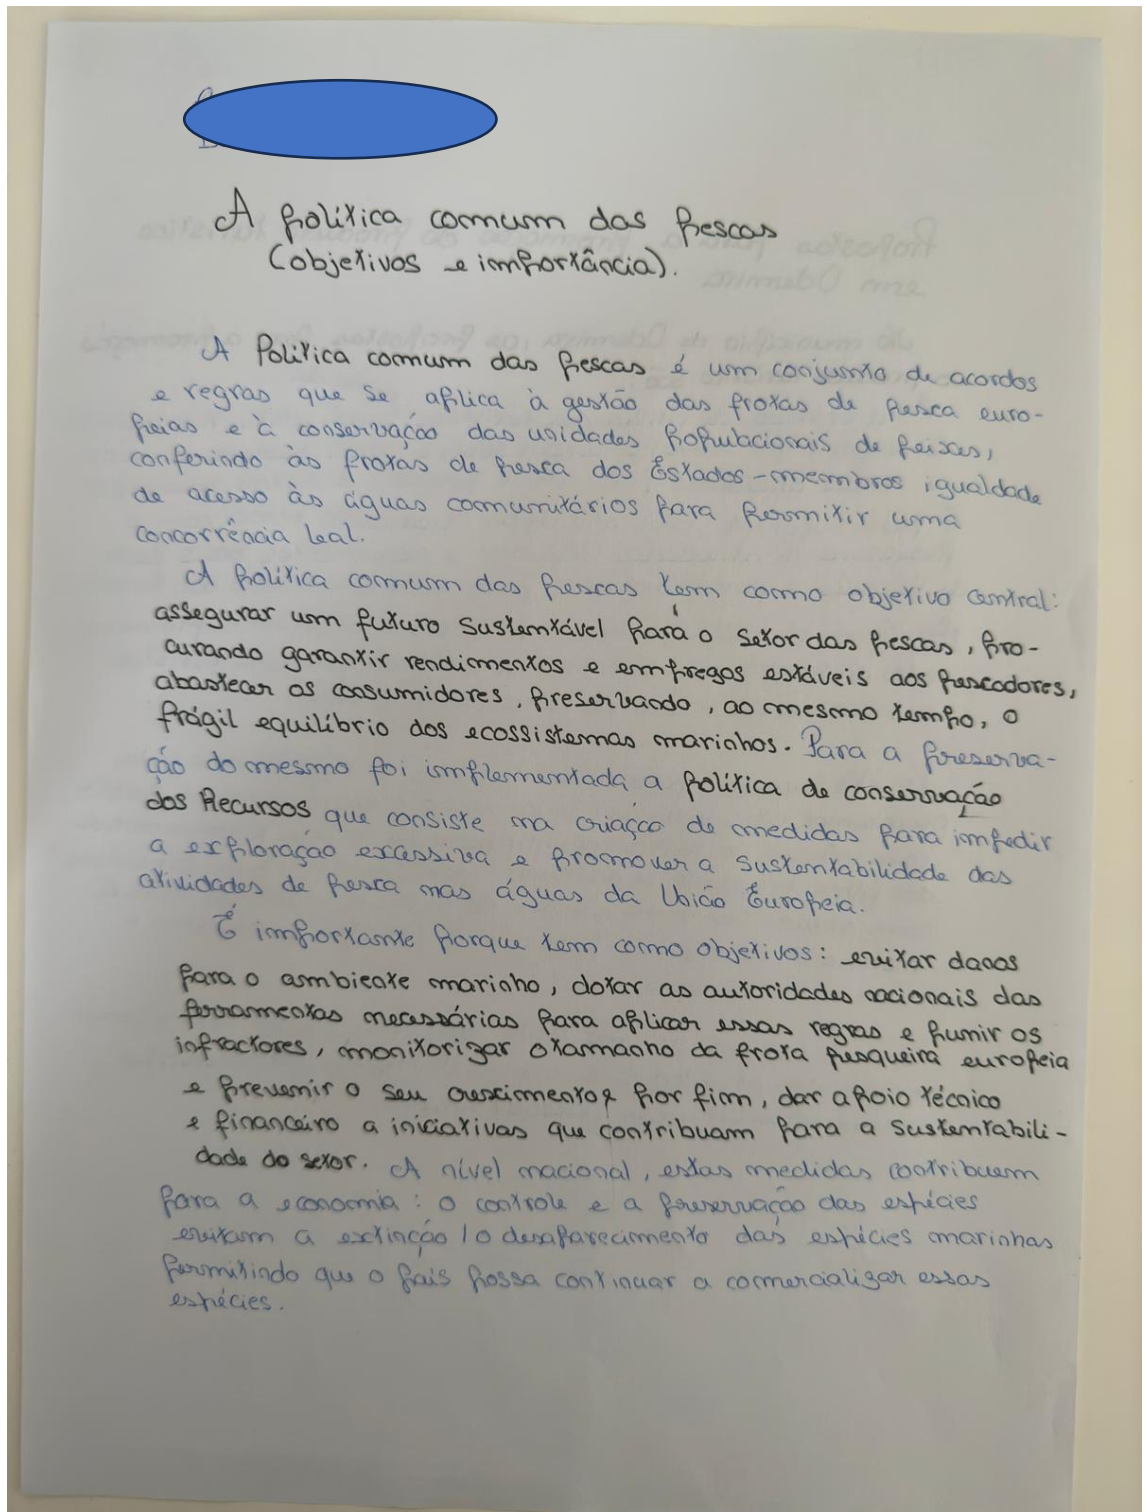 A política comum das pescas
(objetivos e importância).
A Política comum das pescas é um conjunto de acordos
e regras que se aplica à gestão das frotas de pesca euro-
peias e à conservação das unidades populacionais de peixes,
conferindo às frotas de pesca dos Estados-membros igualdade
de acesso às águas comunitários para permitir uma
concorrência leal.
A política comum das pescas tem como objetivo central:
assegurar um futuro sustentável para o setor das pescas, pro-
curando garantir rendimentos e empregos estáveis aos pescadores,
abastecer os consumidores, preservando, ao mesmo tempo, o
frágil equilíbrio dos ecossistemas marinhos. Para a preserva-
ção do mesmo foi implementada a política de conservação
dos Recursos que consiste na criação de medidas para impedir
a exploração excessiva e promover a sustentabilidade das
atividades de pesca nas águas da União Europeia.
É importante porque tem como objetivos: evitar danos
para o ambiente marinho, dotar as autoridades nacionais das
ferramentas necessárias para aplicar essas regras e punir os
infractores, monitorizar o tamanho da frota pesqueira europeia
e prevenir o seu crescimento e por fim, dar apoio técnico
e financeiro a iniciativas que contribuam para a sustentabili-
dade do setor. A nível nacional, estas medidas contribuem
para a economia: o controle e a preservação das espécies
evitam a extinção / o desaparecimento das espécies marinhas
permitindo que o país possa continuar a comercializar essas
espécies.